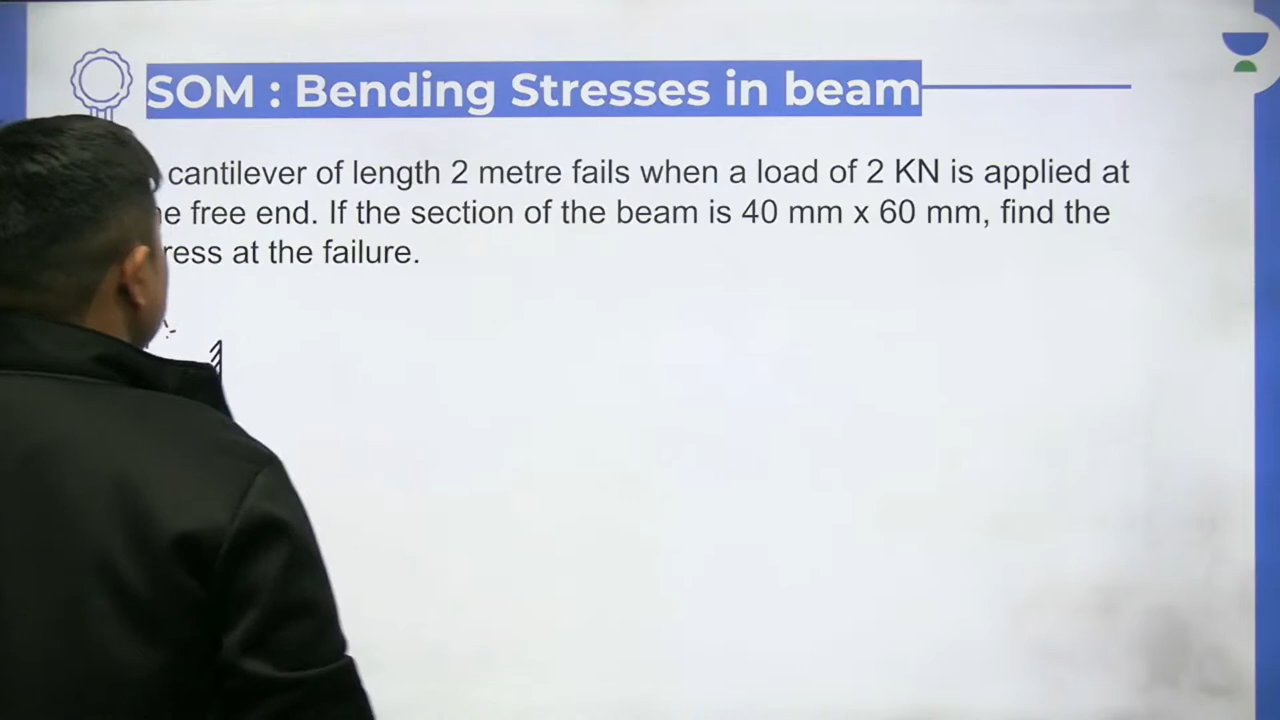 SOM : Bending Stresses in beam
cantilever of length 2 metre fails when a load of 2 KN is applied at
free end. If the section of the beam is 40 mm x 60 mm, find the
at the failure.